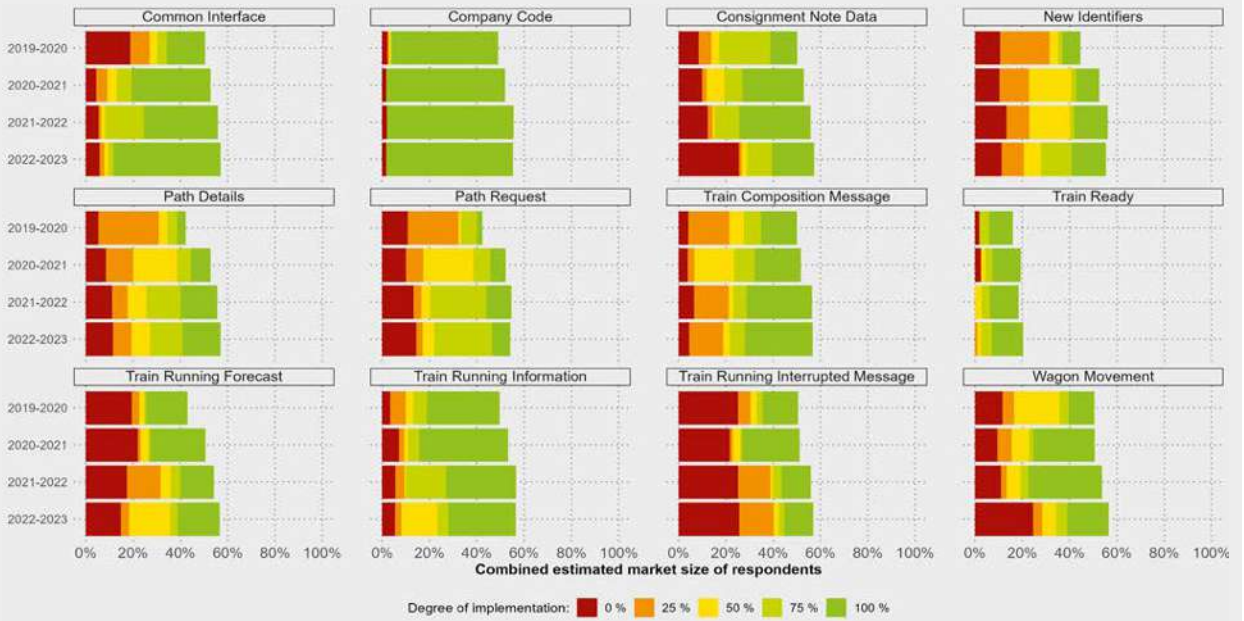 Common Interface
Company Code
Consignment Note Data
New Identifiers
2019-2020
2020-2021
2021-2022
2022-2023
Path Details
Path Request
Train Composition Message
Train Ready
2019-2020
2020-2021
2021-2022
2022-2023
Train Running Forecast
Train Running Information
Train Running Interrupted Message
Wagon Movement
2019-2020
2020-2021
2021-2022
2022-2023
0% 20% 40% 60% 80% 100%
0% 20% 40% 60% 80% 100%
0% 20% 40% 60% 80% 100%
0% 20% 40% 60% 80% 100%
Combined estimated market size of respondents
Degree of implementation: 0 % 25 % 50 % 75 % 100 %